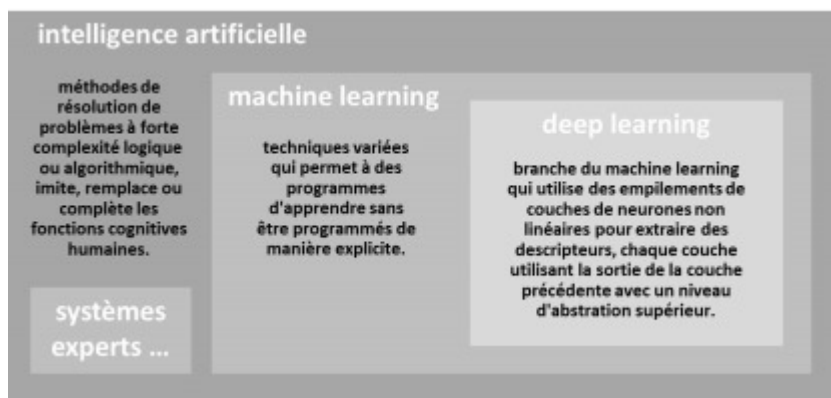 intelligence artificielle
méthodes de
résolution de
problèmes à forte
complexité logique
ou algorithmique,
imite, remplace ou
complète les
fonctions cognitives
humaines.
systèmes
experts ...
machine learning
techniques variées
qui permet à des
programmes
d'apprendre sans
être programmés de
manière explicite.
deep learning
branche du machine learning
qui utilise des empilements de
couches de neurones non
linéaires pour extraire des
descripteurs, chaque couche
utilisant la sortie de la couche
précédente avec un niveau
d'abstration supérieur.